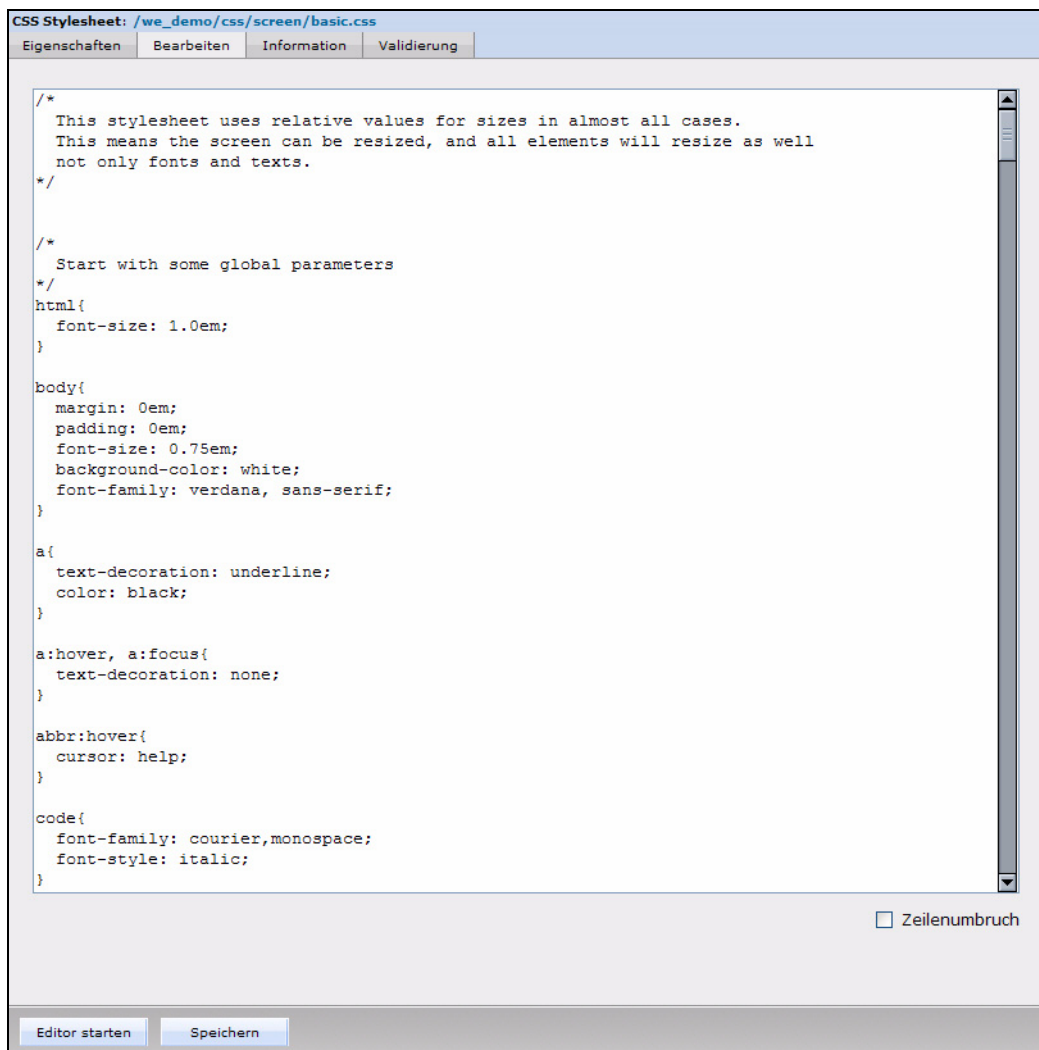 CSS Stylesheet: /we_demo/css/screen/basic.css
Eigenschaften Bearbeiten Information Validierung
/*
  This stylesheet uses relative values for sizes in almost all cases.
  This means the screen can be resized, and all elements will resize as well
  not only fonts and texts.
*/
/*
  Start with some global parameters
*/
html{
  font-size: 1.0em;
}
body{
  margin: 0em;
  padding: 0em;
  font-size: 0.75em;
  background-color: white;
  font-family: verdana, sans-serif;
}
a{
  text-decoration: underline;
  color: black;
}
a:hover, a:focus{
  text-decoration: none;
}
abbr:hover{
  cursor: help;
}
code{
  font-family: courier,monospace;
  font-style: italic;
}
Zeilenumbruch
Editor starten Speichern